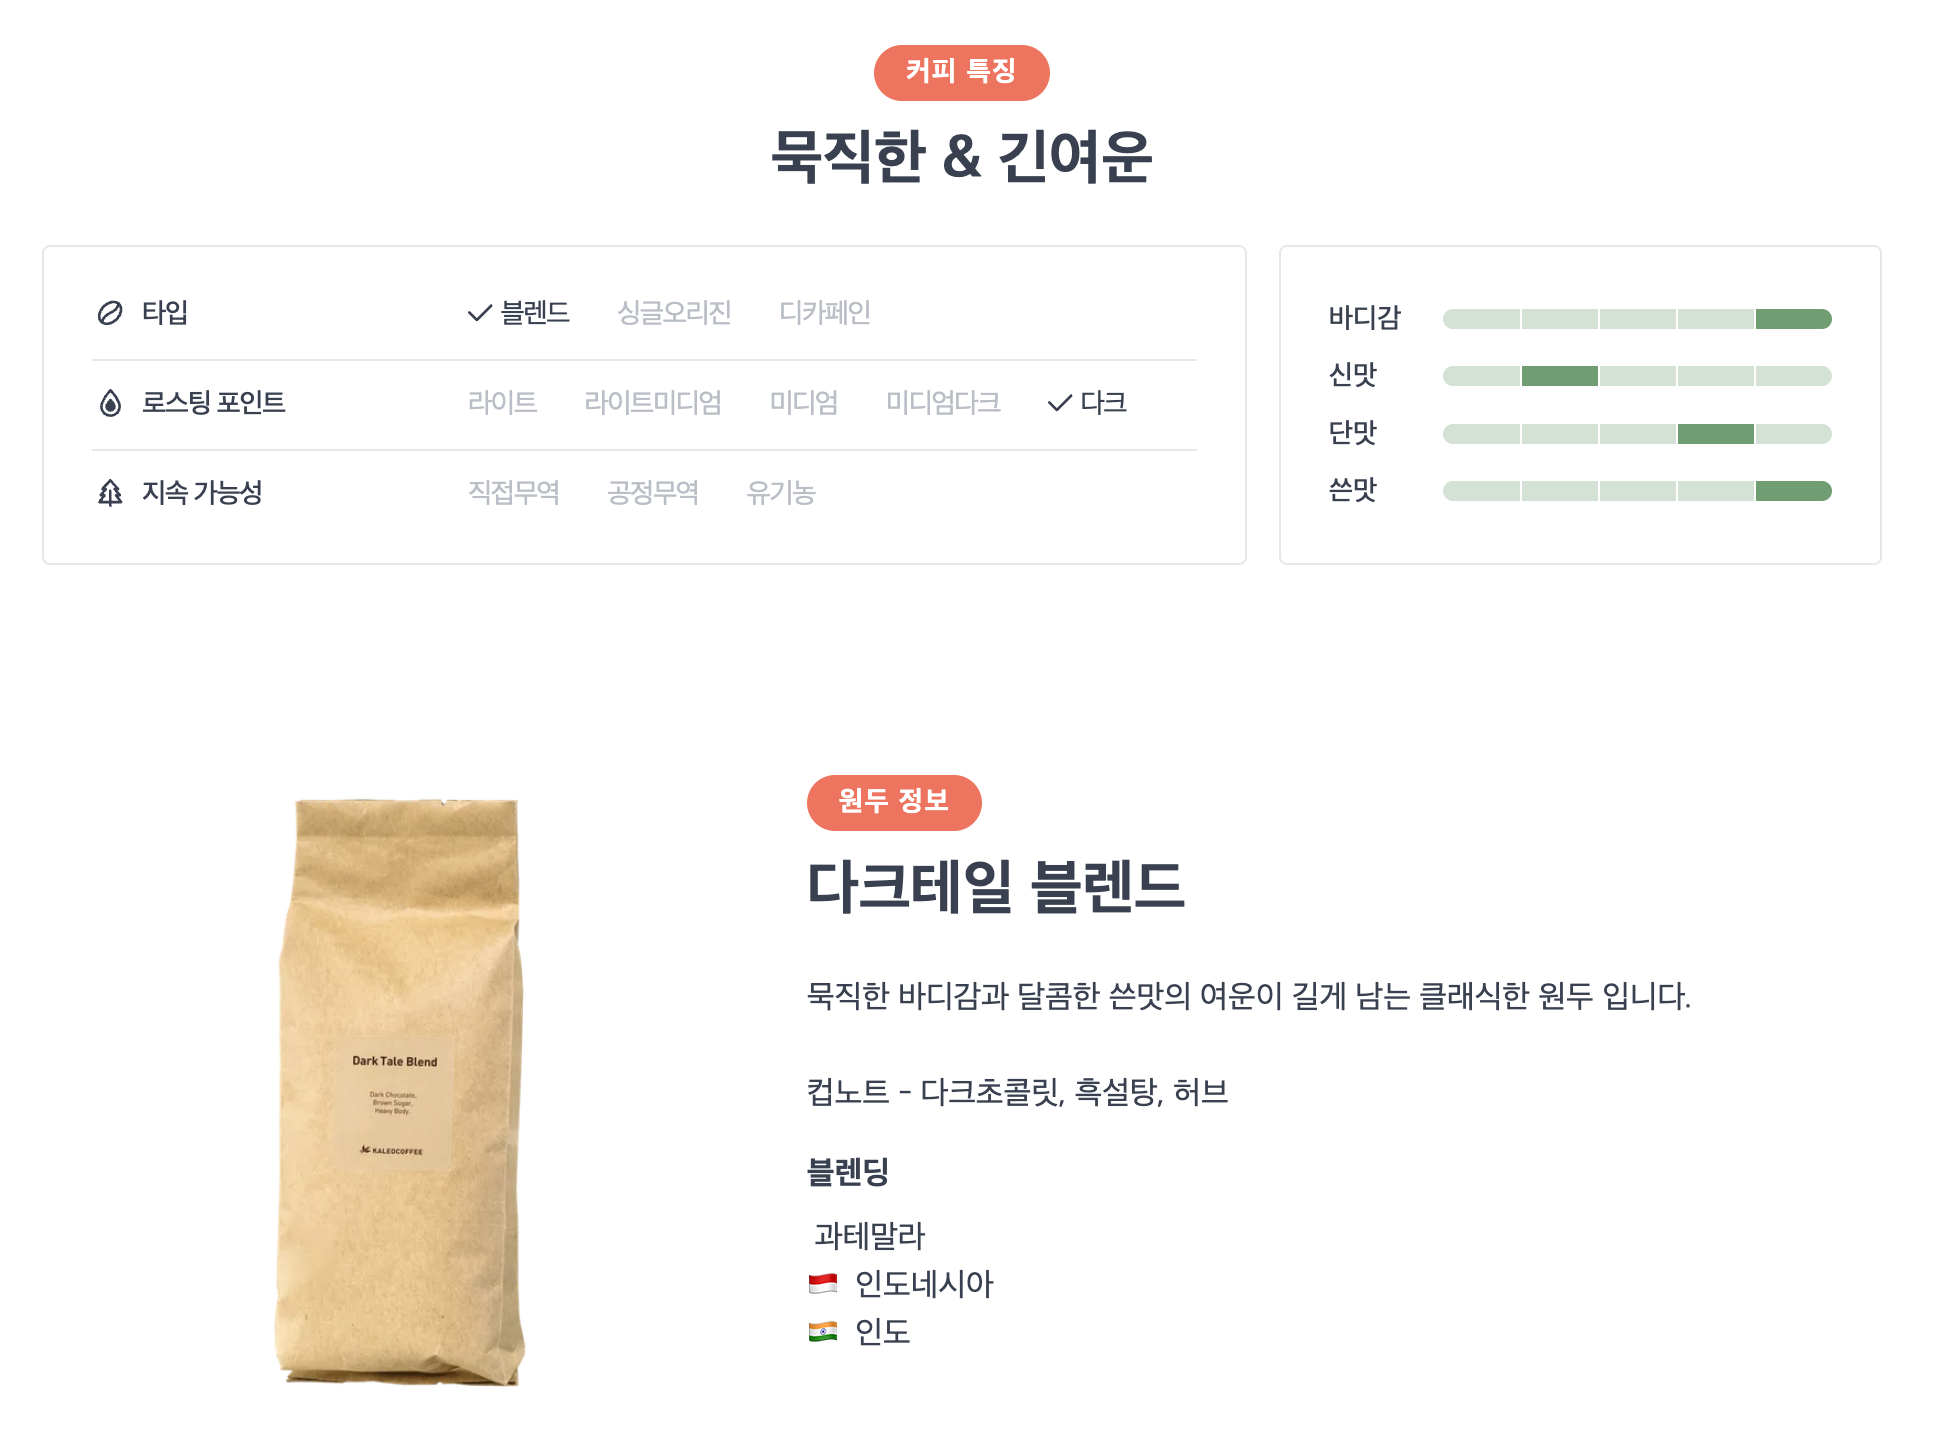 커피 특징
묵직한 & 긴여운
타입 블렌드 싱글오리진 디카페인
로스팅 포인트 라이트 라이트미디엄 미디엄 미디엄다크 다크
지속 가능성 직접무역 공정무역 유기농
바디감
신맛
단맛
쓴맛
원두 정보
다크테일 블렌드
묵직한 바디감과 달콤한 쓴맛의 여운이 길게 남는 클래식한 원두 입니다.
컵노트 - 다크초콜릿, 흑설탕, 허브
블렌딩
과테말라
인도네시아
인도
Dark Tale Blend
Dark Chocolate,
Brown Sugar,
Heavy Body.
KALEOCOFFEE